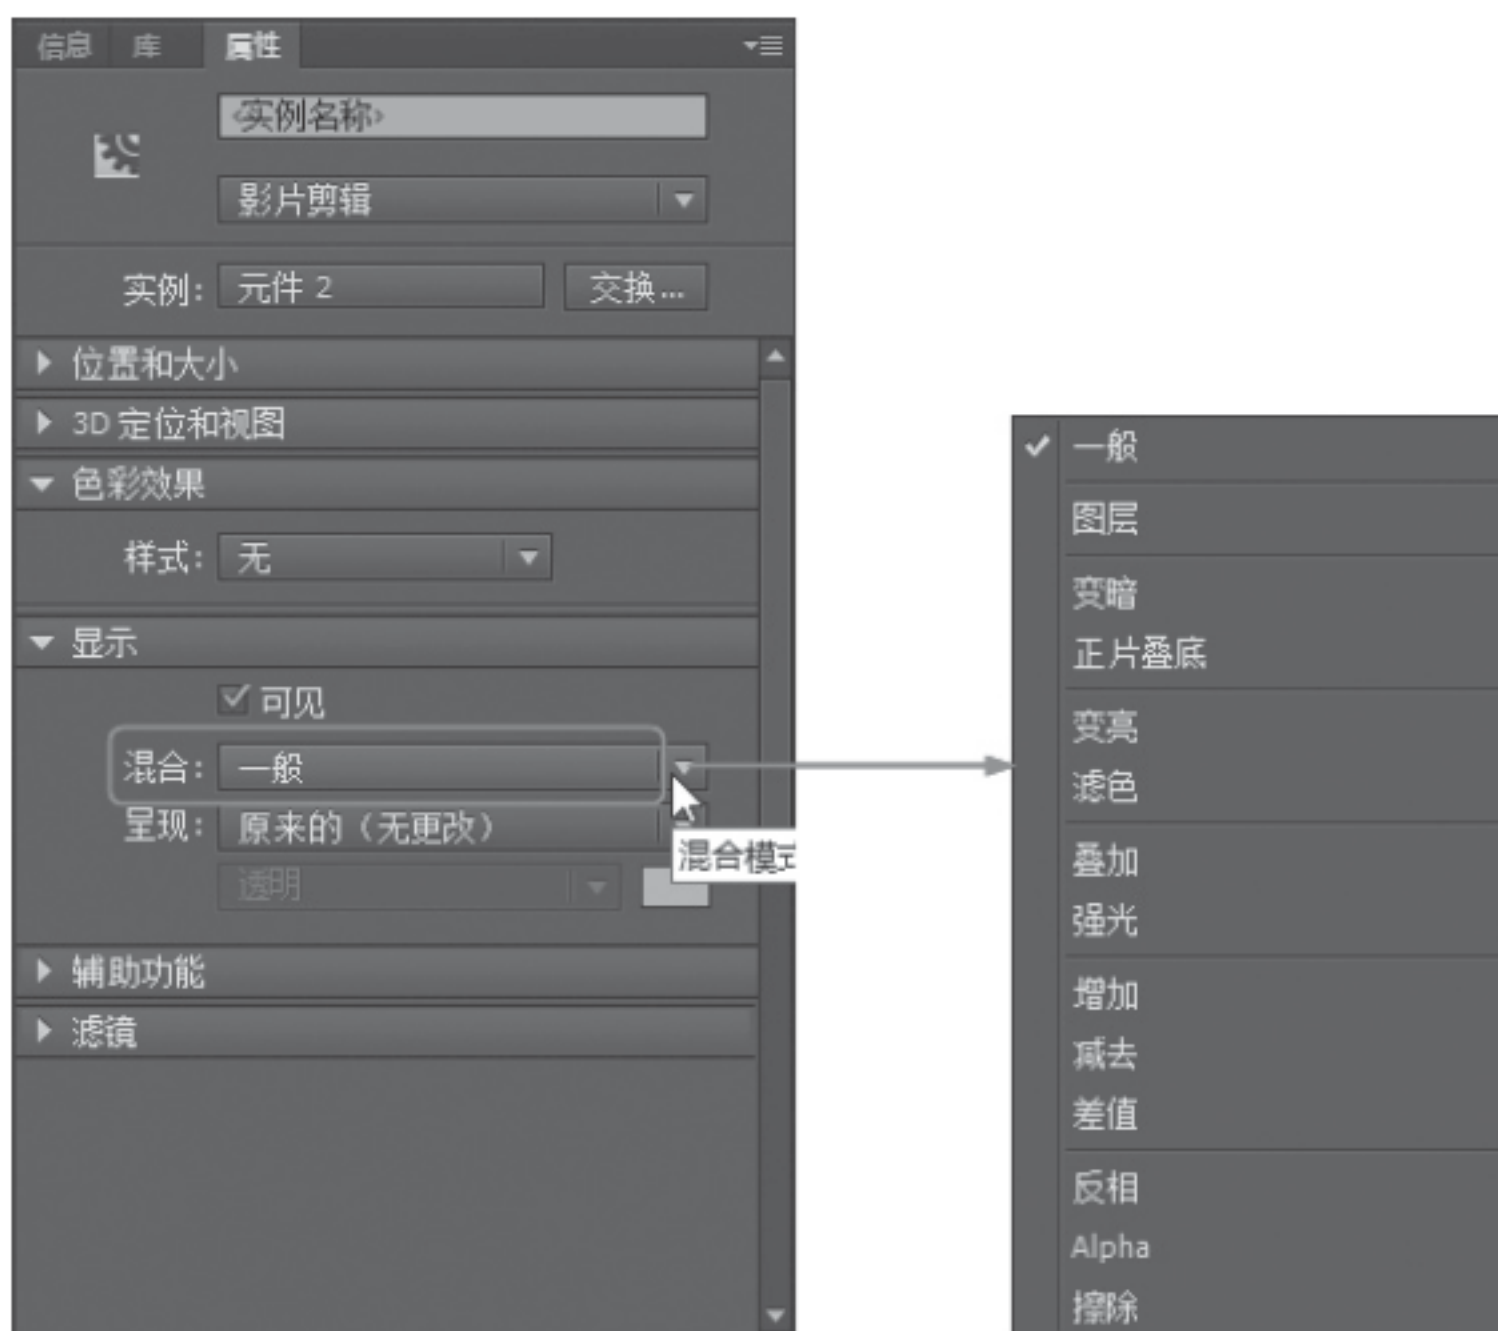 信息 库 属性
<实例名称>
影片剪辑
实例: 元件 2 交换...
位置和大小
3D 定位和视图
色彩效果
样式: 无
显示
可见
混合: 一般
呈现: 原来的（无更改）
混合模式
透明
辅助功能
滤镜
一般
图层
变暗
正片叠底
变亮
滤色
叠加
强光
增加
减去
差值
反相
Alpha
擦除